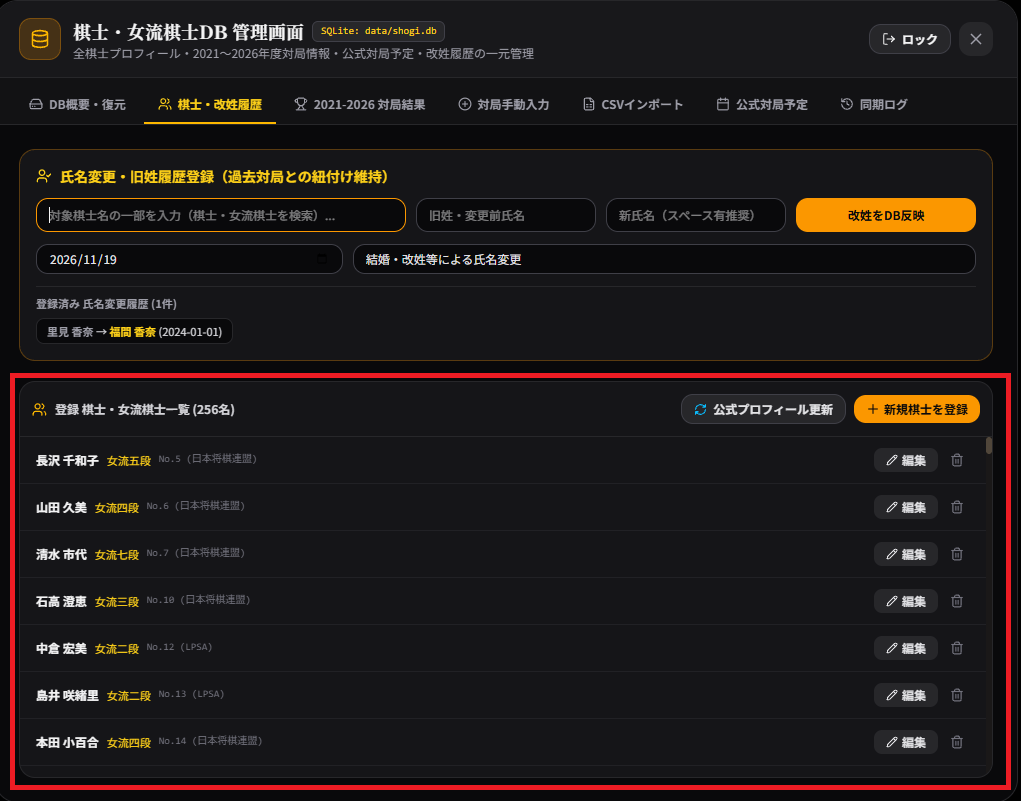 棋士・女流棋士DB 管理画面 SQLite: data/shogi.db
全棋士プロフィール・2021〜2026年度対局情報・公式対局予定・改姓履歴の一元管理
ロック
DB概要・復元 棋士・改姓履歴 2021-2026 対局結果 対局手動入力 CSVインポート 公式対局予定 同期ログ
氏名変更・旧姓履歴登録（過去対局との紐付け維持）
対象棋士名の一部を入力（棋士・女流棋士を検索）... 旧姓・変更前氏名 新氏名（スペース有推奨） 改姓をDB反映
2026/11/19 結婚・改姓等による氏名変更
登録済み 氏名変更履歴 (1件)
里見 香奈 → 福間 香奈 (2024-01-01)
登録 棋士・女流棋士一覧 (256名) 公式プロフィール更新 + 新規棋士を登録
長沢 千和子 女流五段 No.5 (日本将棋連盟) 編集
山田 久美 女流四段 No.6 (日本将棋連盟) 編集
清水 市代 女流七段 No.7 (日本将棋連盟) 編集
石高 澄恵 女流三段 No.10 (日本将棋連盟) 編集
中倉 宏美 女流二段 No.12 (LPSA) 編集
島井 咲緒里 女流二段 No.13 (LPSA) 編集
本田 小百合 女流四段 No.14 (日本将棋連盟) 編集